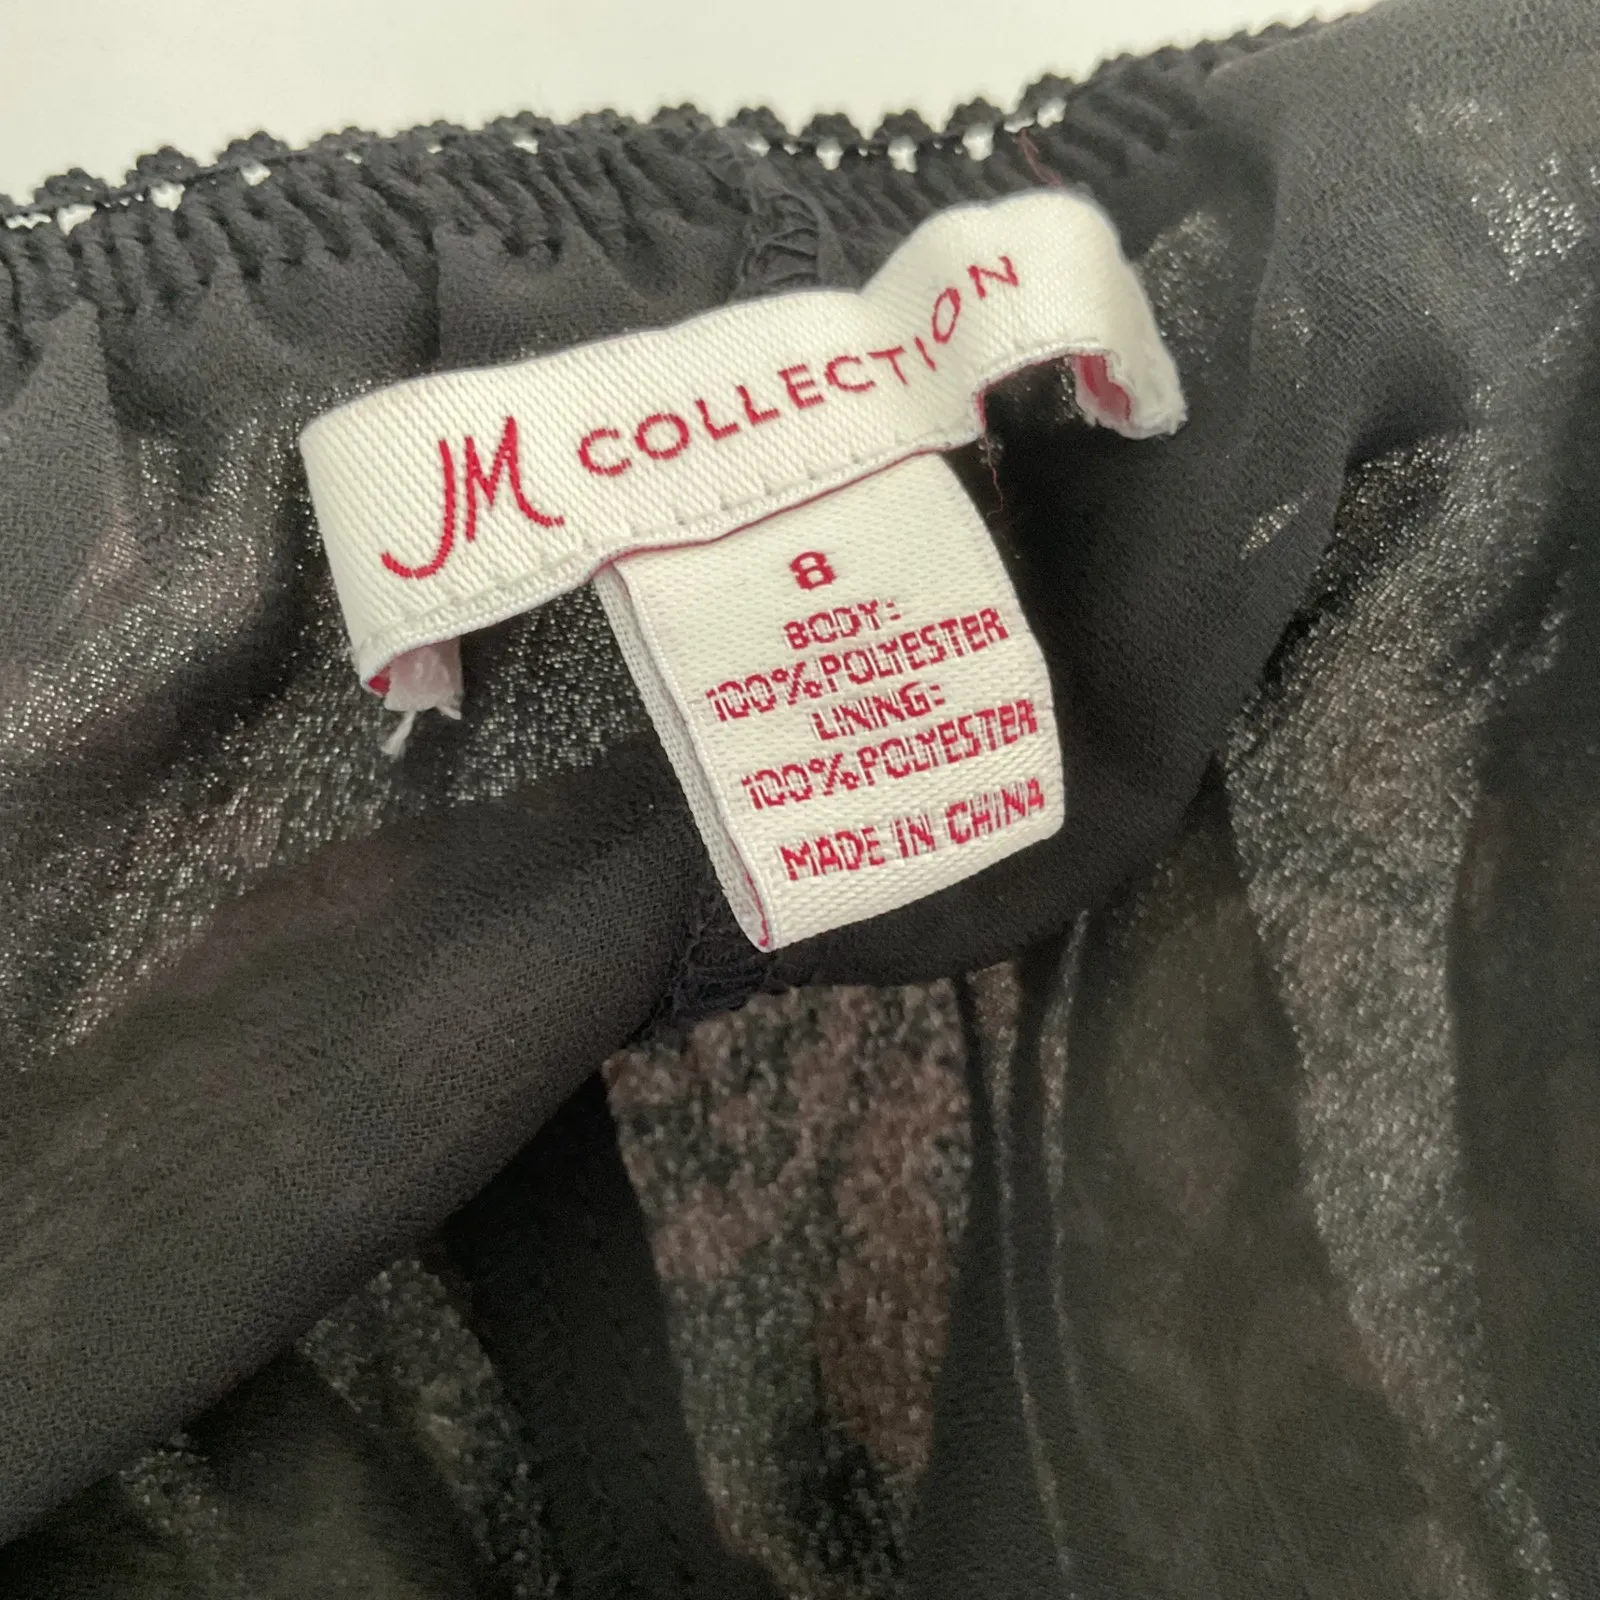 JM COLLECTION
8
BODY:
100%POLYESTER
LINING:
100%POLYESTER
MADE IN CHINA